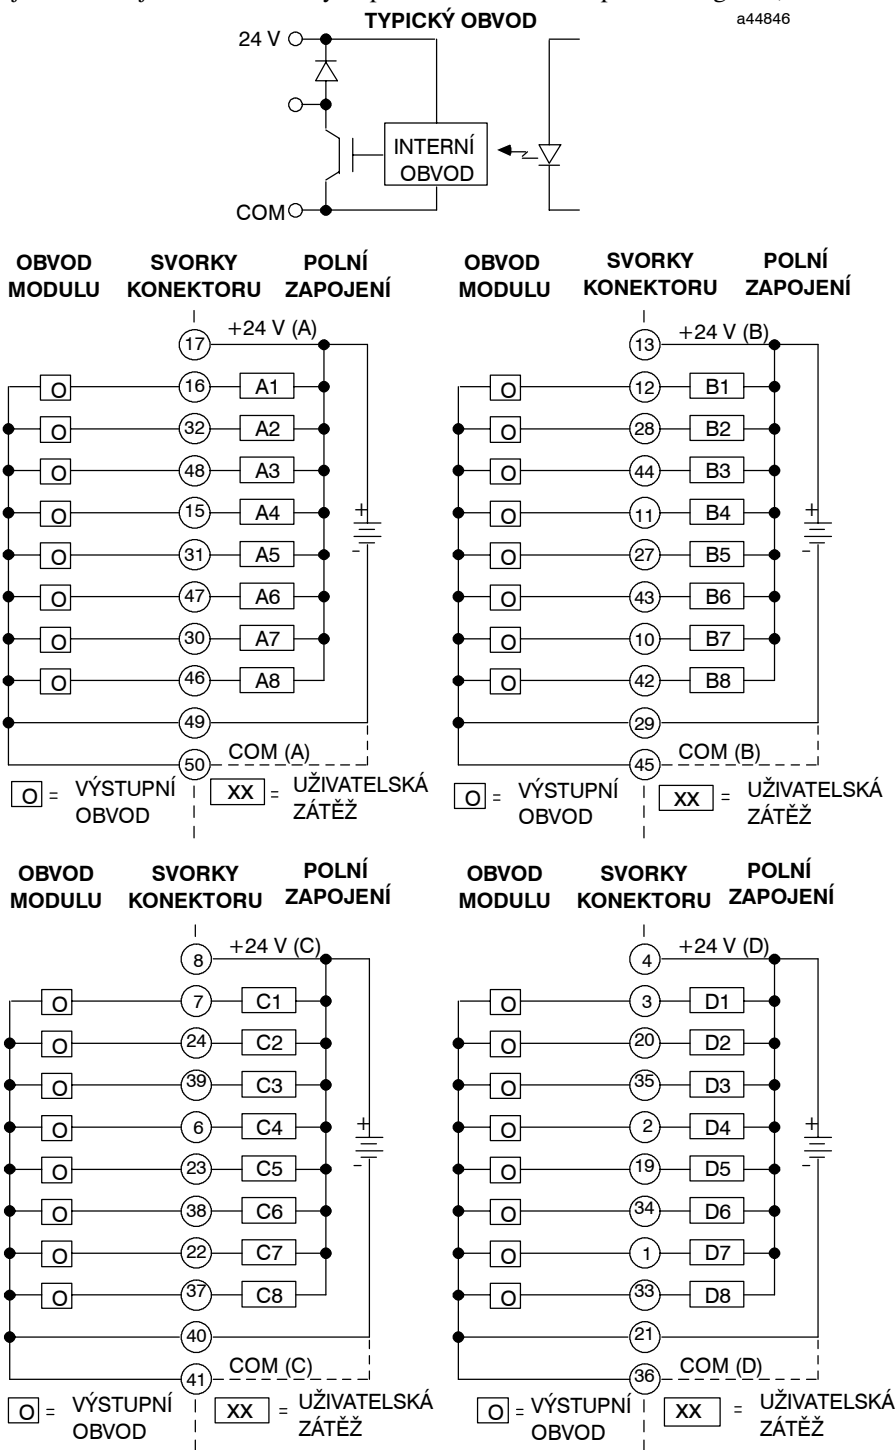 TYPICKÝ OBVOD
a44846
24 V
INTERNÍ
OBVOD
COM
OBVOD
MODULU
SVORKY
KONEKTORU
POLNÍ
ZAPOJENÍ
17
+24 V (A)
16 A1
O
32 A2
O
48 A3
O
15 A4
O
+
31 A5
O
-
47 A6
O
30 A7
O
46 A8
O
49
50
COM (A)
O = VÝSTUPNÍ
OBVOD
XX = UŽIVATELSKÁ
ZÁTĚŽ
OBVOD
MODULU
SVORKY
KONEKTORU
POLNÍ
ZAPOJENÍ
13
+24 V (B)
O 12 B1
O 28 B2
O 44 B3
O 11 B4
+
O 27 B5
-
O 43 B6
O 10 B7
O 42 B8
29
45
COM (B)
O = VÝSTUPNÍ
OBVOD
XX = UŽIVATELSKÁ
ZÁTĚŽ
OBVOD
MODULU
SVORKY
KONEKTORU
POLNÍ
ZAPOJENÍ
8
+24 V (C)
O 7 C1
O 24 C2
O 39 C3
O 6 C4
+
O 23 C5
-
O 38 C6
O 22 C7
O 37 C8
40
41
COM (C)
O = VÝSTUPNÍ
OBVOD
XX = UŽIVATELSKÁ
ZÁTĚŽ
OBVOD
MODULU
SVORKY
KONEKTORU
POLNÍ
ZAPOJENÍ
4
+24 V (D)
O 3 D1
O 20 D2
O 35 D3
O 2 D4
+
O 19 D5
-
O 34 D6
O 1 D7
O 33 D8
21
36
COM (D)
O = VÝSTUPNÍ
OBVOD
XX = UŽIVATELSKÁ
ZÁTĚŽ